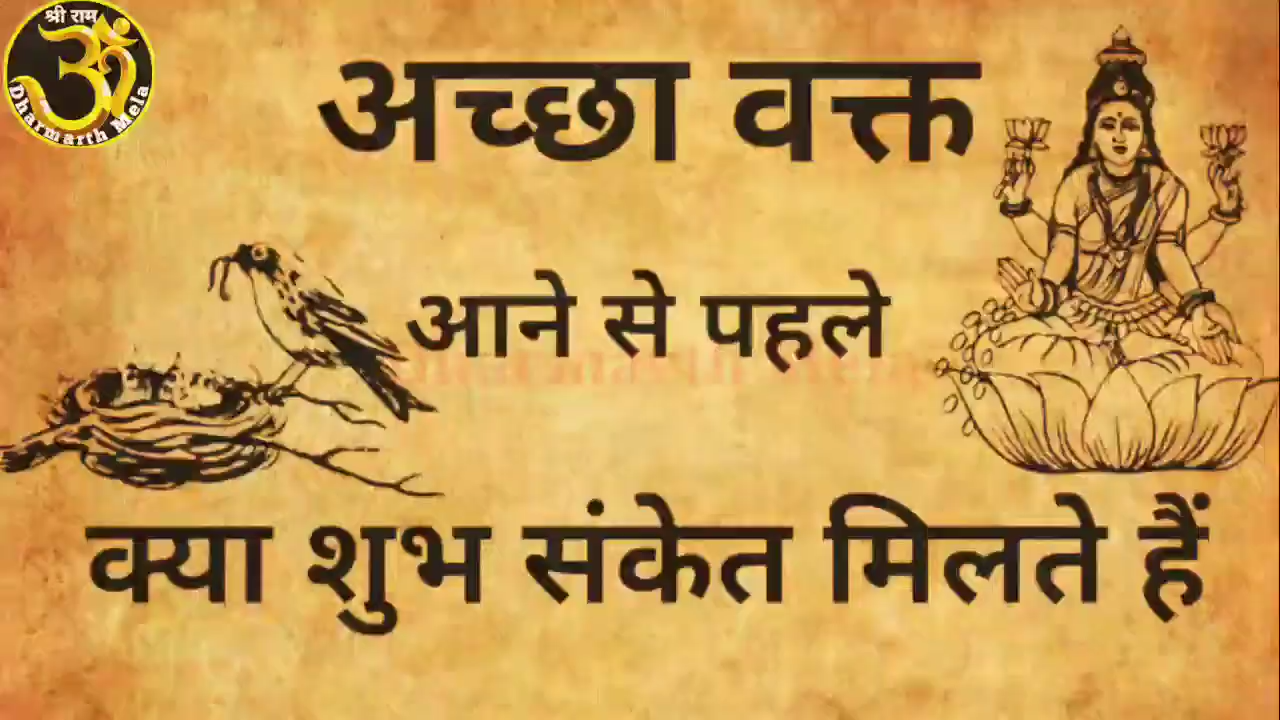 श्री राम
ॐ
Dharmarth Mela
अच्छा वक्त
आने से पहले
क्या शुभ संकेत मिलते हैं